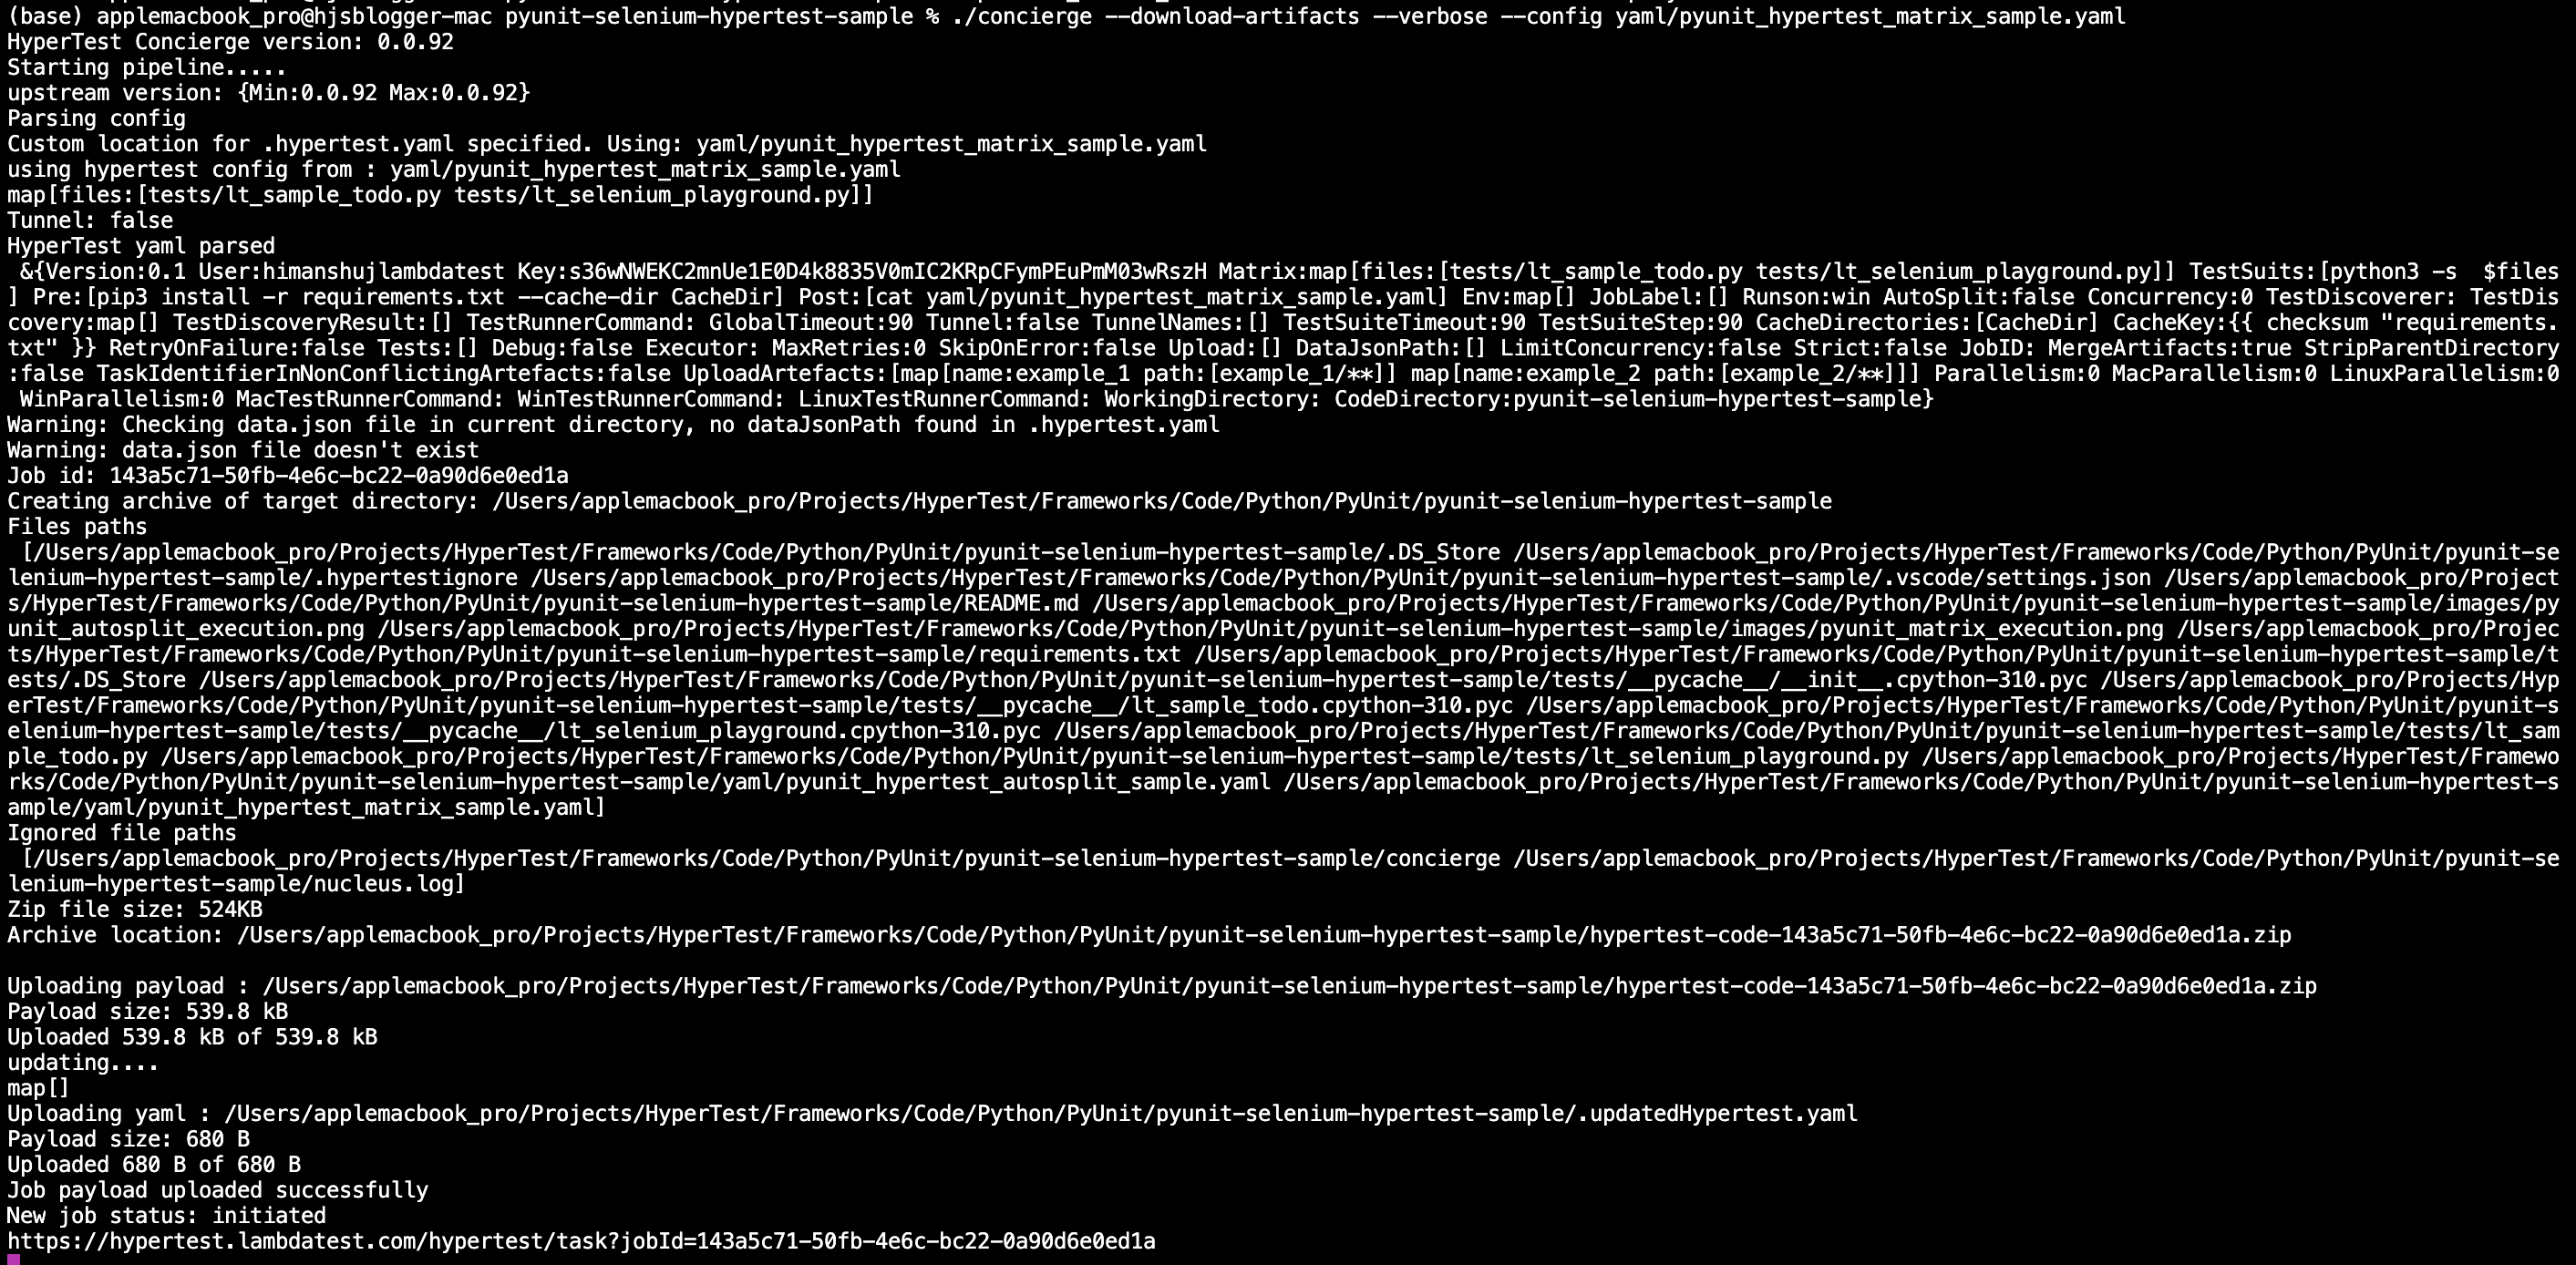 (base) applemacbook_pro@hjsblogger-mac pyunit-selenium-hypertest-sample % ./concierge --download-artifacts --verbose --config yaml/pyunit_hypertest_matrix_sample.yaml
HyperTest Concierge version: 0.0.92
Starting pipeline.....
upstream version: {Min:0.0.92 Max:0.0.92}
Parsing config
Custom location for .hypertest.yaml specified. Using: yaml/pyunit_hypertest_matrix_sample.yaml
using hypertest config from : yaml/pyunit_hypertest_matrix_sample.yaml
map[files:[tests/lt_sample_todo.py tests/lt_selenium_playground.py]]
Tunnel: false
HyperTest yaml parsed
 &{Version:0.1 User:himanshujlambdatest Key:s36wNWEKC2mnUe1E0D4k8835V0mIC2KRpCFymPEuPmM03wRszH Matrix:map[files:[tests/lt_sample_todo.py tests/lt_selenium_playground.py]] TestSuits:[python3 -s  $files
] Pre:[pip3 install -r requirements.txt --cache-dir CacheDir] Post:[cat yaml/pyunit_hypertest_matrix_sample.yaml] Env:map[] JobLabel:[] Runson:win AutoSplit:false Concurrency:0 TestDiscoverer: TestDis
covery:map[] TestDiscoveryResult:[] TestRunnerCommand: GlobalTimeout:90 Tunnel:false TunnelNames:[] TestSuiteTimeout:90 TestSuiteStep:90 CacheDirectories:[CacheDir] CacheKey:{{ checksum "requirements.
txt" }} RetryOnFailure:false Tests:[] Debug:false Executor: MaxRetries:0 SkipOnError:false Upload:[] DataJsonPath:[] LimitConcurrency:false Strict:false JobID: MergeArtifacts:true StripParentDirectory
:false TaskIdentifierInNonConflictingArtefacts:false UploadArtefacts:[map[name:example_1 path:[example_1/**]] map[name:example_2 path:[example_2/**]]] Parallelism:0 MacParallelism:0 LinuxParallelism:0
 WinParallelism:0 MacTestRunnerCommand: WinTestRunnerCommand: LinuxTestRunnerCommand: WorkingDirectory: CodeDirectory:pyunit-selenium-hypertest-sample}
Warning: Checking data.json file in current directory, no dataJsonPath found in .hypertest.yaml
Warning: data.json file doesn't exist
Job id: 143a5c71-50fb-4e6c-bc22-0a90d6e0ed1a
Creating archive of target directory: /Users/applemacbook_pro/Projects/HyperTest/Frameworks/Code/Python/PyUnit/pyunit-selenium-hypertest-sample
Files paths
 [/Users/applemacbook_pro/Projects/HyperTest/Frameworks/Code/Python/PyUnit/pyunit-selenium-hypertest-sample/.DS_Store /Users/applemacbook_pro/Projects/HyperTest/Frameworks/Code/Python/PyUnit/pyunit-se
lenium-hypertest-sample/.hypertestignore /Users/applemacbook_pro/Projects/HyperTest/Frameworks/Code/Python/PyUnit/pyunit-selenium-hypertest-sample/.vscode/settings.json /Users/applemacbook_pro/Project
s/HyperTest/Frameworks/Code/Python/PyUnit/pyunit-selenium-hypertest-sample/README.md /Users/applemacbook_pro/Projects/HyperTest/Frameworks/Code/Python/PyUnit/pyunit-selenium-hypertest-sample/images/py
unit_autosplit_execution.png /Users/applemacbook_pro/Projects/HyperTest/Frameworks/Code/Python/PyUnit/pyunit-selenium-hypertest-sample/images/pyunit_matrix_execution.png /Users/applemacbook_pro/Projec
ts/HyperTest/Frameworks/Code/Python/PyUnit/pyunit-selenium-hypertest-sample/requirements.txt /Users/applemacbook_pro/Projects/HyperTest/Frameworks/Code/Python/PyUnit/pyunit-selenium-hypertest-sample/t
ests/.DS_Store /Users/applemacbook_pro/Projects/HyperTest/Frameworks/Code/Python/PyUnit/pyunit-selenium-hypertest-sample/tests/__pycache__/__init__.cpython-310.pyc /Users/applemacbook_pro/Projects/Hyp
erTest/Frameworks/Code/Python/PyUnit/pyunit-selenium-hypertest-sample/tests/__pycache__/lt_sample_todo.cpython-310.pyc /Users/applemacbook_pro/Projects/HyperTest/Frameworks/Code/Python/PyUnit/pyunit-s
elenium-hypertest-sample/tests/__pycache__/lt_selenium_playground.cpython-310.pyc /Users/applemacbook_pro/Projects/HyperTest/Frameworks/Code/Python/PyUnit/pyunit-selenium-hypertest-sample/tests/lt_sam
ple_todo.py /Users/applemacbook_pro/Projects/HyperTest/Frameworks/Code/Python/PyUnit/pyunit-selenium-hypertest-sample/tests/lt_selenium_playground.py /Users/applemacbook_pro/Projects/HyperTest/Framewo
rks/Code/Python/PyUnit/pyunit-selenium-hypertest-sample/yaml/pyunit_hypertest_autosplit_sample.yaml /Users/applemacbook_pro/Projects/HyperTest/Frameworks/Code/Python/PyUnit/pyunit-selenium-hypertest-s
ample/yaml/pyunit_hypertest_matrix_sample.yaml]
Ignored file paths
 [/Users/applemacbook_pro/Projects/HyperTest/Frameworks/Code/Python/PyUnit/pyunit-selenium-hypertest-sample/concierge /Users/applemacbook_pro/Projects/HyperTest/Frameworks/Code/Python/PyUnit/pyunit-se
lenium-hypertest-sample/nucleus.log]
Zip file size: 524KB
Archive location: /Users/applemacbook_pro/Projects/HyperTest/Frameworks/Code/Python/PyUnit/pyunit-selenium-hypertest-sample/hypertest-code-143a5c71-50fb-4e6c-bc22-0a90d6e0ed1a.zip
Uploading payload : /Users/applemacbook_pro/Projects/HyperTest/Frameworks/Code/Python/PyUnit/pyunit-selenium-hypertest-sample/hypertest-code-143a5c71-50fb-4e6c-bc22-0a90d6e0ed1a.zip
Payload size: 539.8 kB
Uploaded 539.8 kB of 539.8 kB
updating....
map[]
Uploading yaml : /Users/applemacbook_pro/Projects/HyperTest/Frameworks/Code/Python/PyUnit/pyunit-selenium-hypertest-sample/.updatedHypertest.yaml
Payload size: 680 B
Uploaded 680 B of 680 B
Job payload uploaded successfully
New job status: initiated
https://hypertest.lambdatest.com/hypertest/task?jobId=143a5c71-50fb-4e6c-bc22-0a90d6e0ed1a